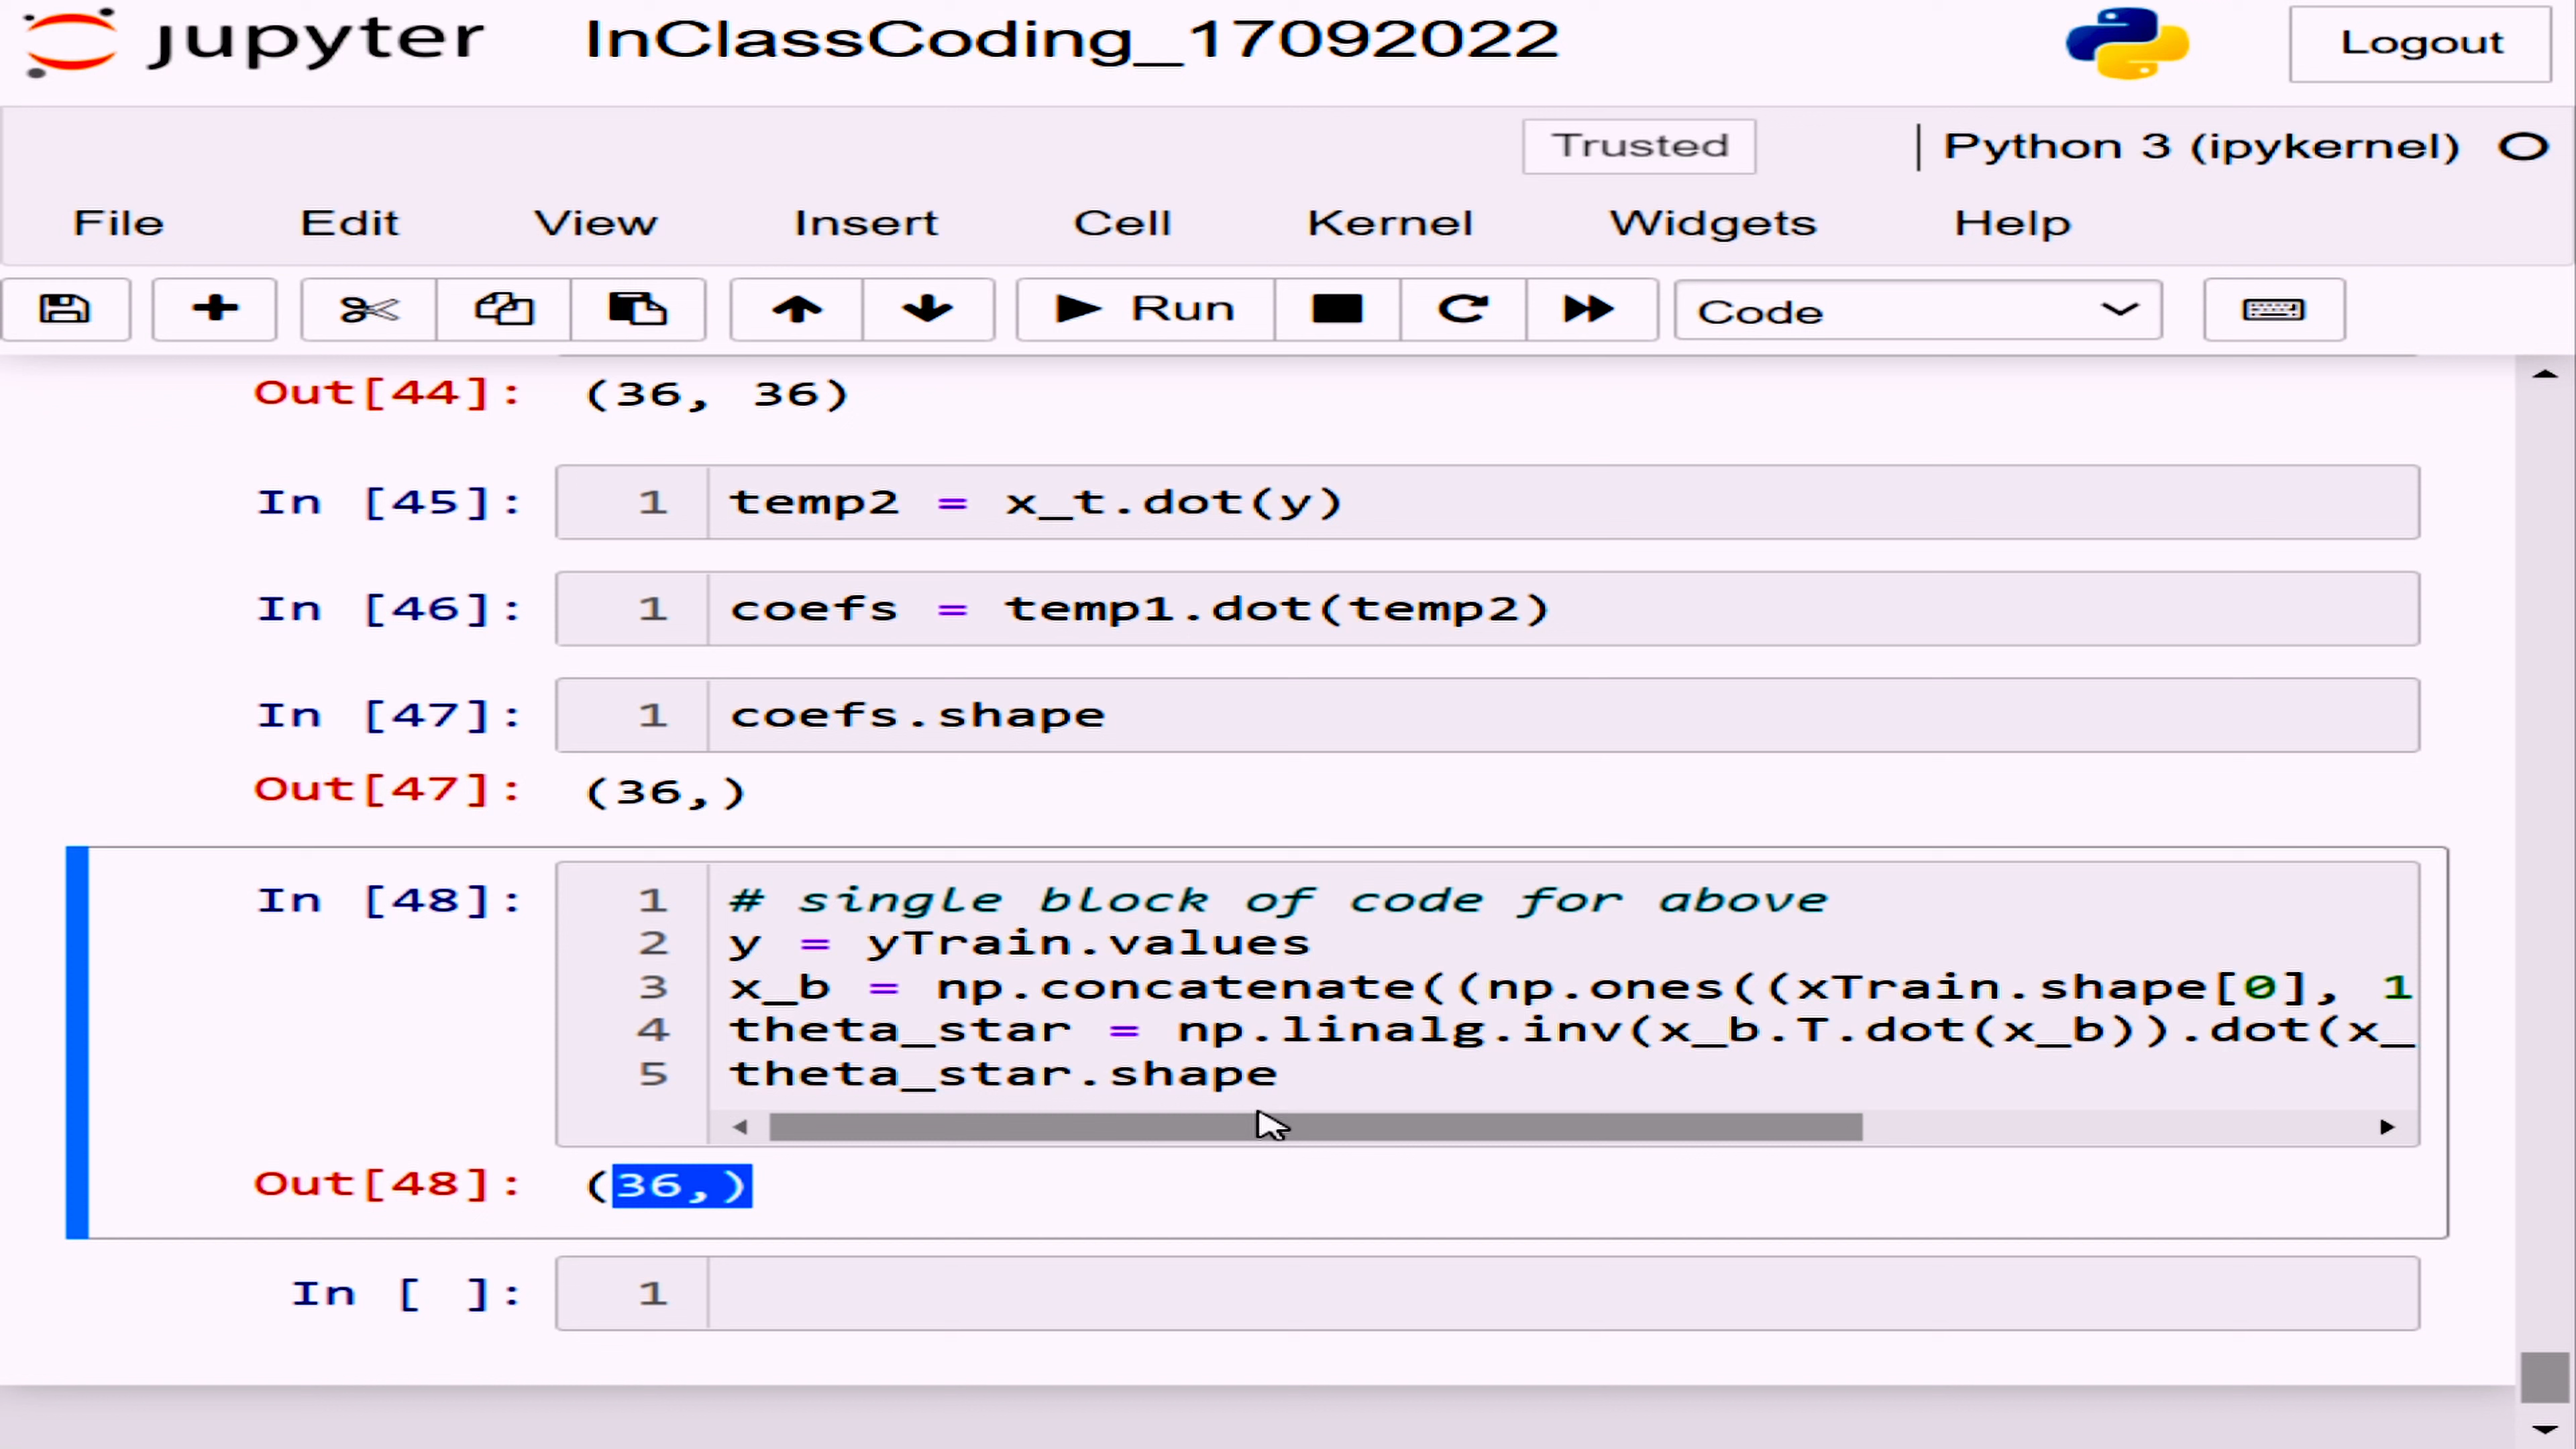 jupyter InClassCoding_17092022 Logout
Trusted | Python 3 (ipykernel)
File Edit View Insert Cell Kernel Widgets Help
Run Code
Out[44]: (36, 36)
In [45]: 1 temp2 = x_t.dot(y)
In [46]: 1 coefs = temp1.dot(temp2)
In [47]: 1 coefs.shape
Out[47]: (36,)
In [48]: 1 # single block of code for above
2 y = yTrain.values
3 x_b = np.concatenate((np.ones((xTrain.shape[0], 1
4 theta_star = np.linalg.inv(x_b.T.dot(x_b)).dot(x_
5 theta_star.shape
Out[48]: (36,)
In [ ]: 1